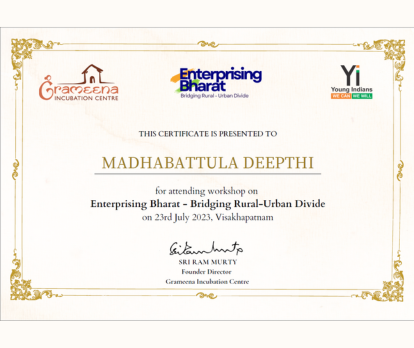 Grameena
INCUBATION CENTRE
Enterprising
Bharat
Bridging Rural - Urban Divide
Yi
Young Indians
WE CAN WE WILL
THIS CERTIFICATE IS PRESENTED TO
MADHABATTULA DEEPTHI
for attending workshop on
Enterprising Bharat - Bridging Rural-Urban Divide
on 23rd July 2023, Visakhapatnam
SRI RAM MURTY
Founder Director
Grameena Incubation Centre